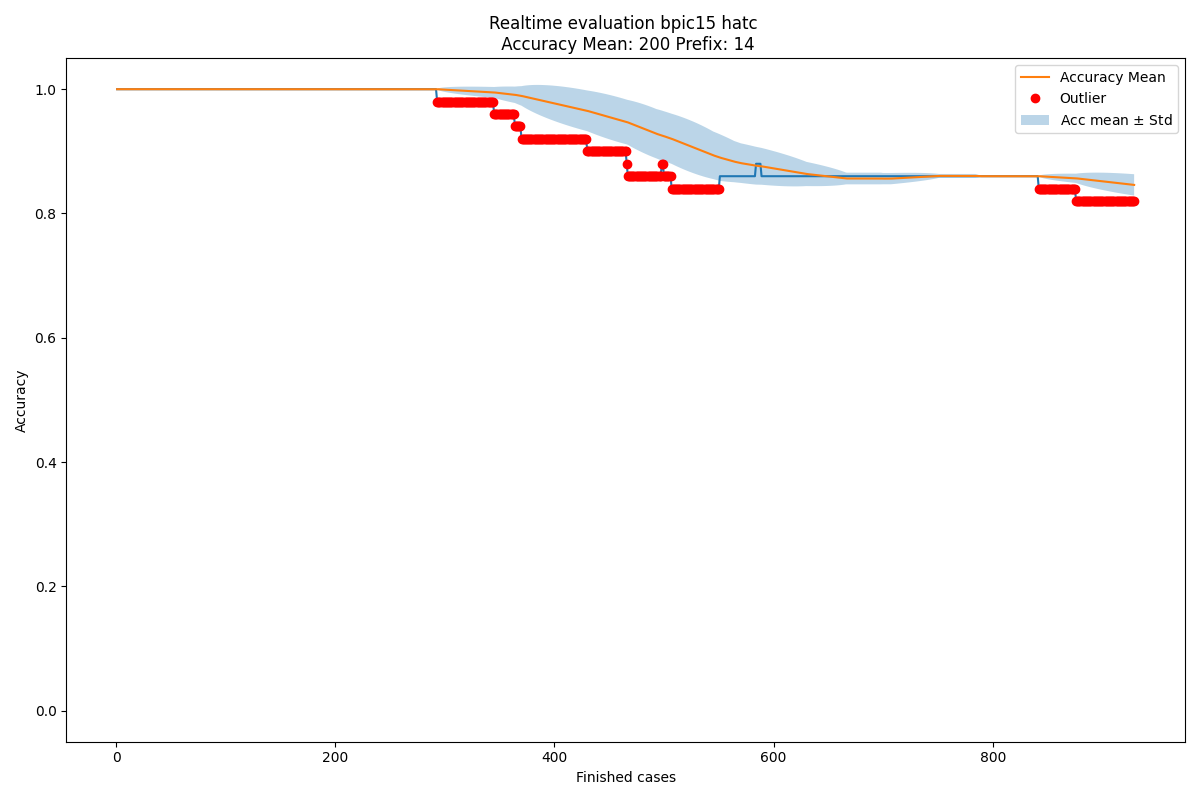 Realtime evaluation bpic15 hatc
Accuracy Mean: 200 Prefix: 14
Accuracy Mean
Outlier
Acc mean ± Std
1.0
0.8
0.6
0.4
0.2
0.0
Accuracy
0
200
400
600
800
Finished cases